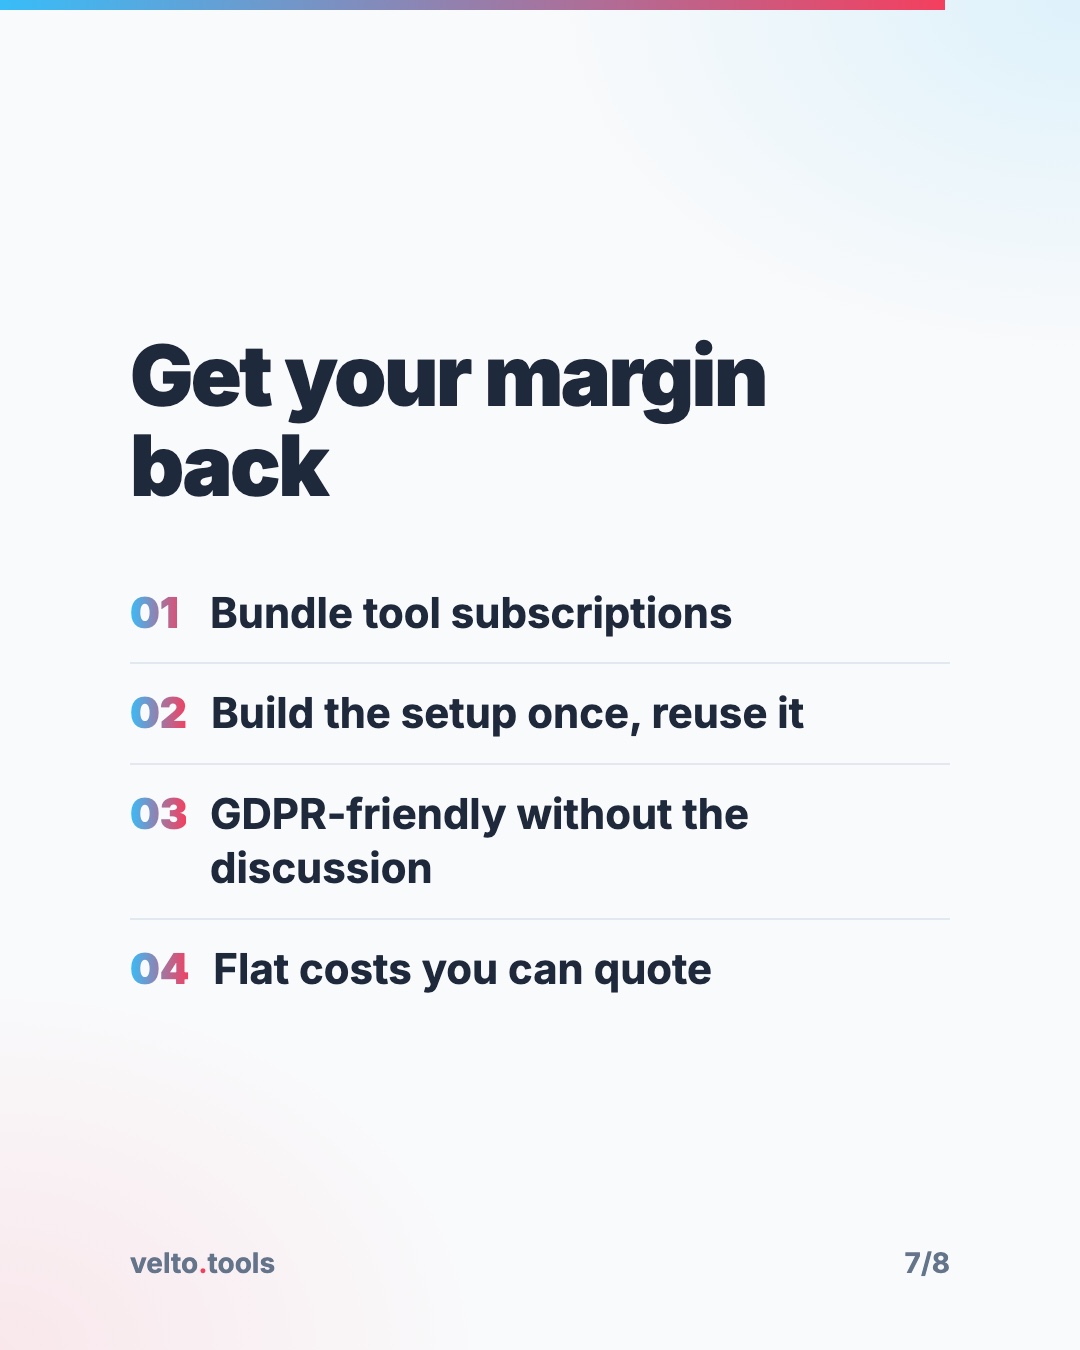 Get your margin
back
01 Bundle tool subscriptions
02 Build the setup once, reuse it
03 GDPR-friendly without the
discussion
04 Flat costs you can quote
velto.tools 7/8